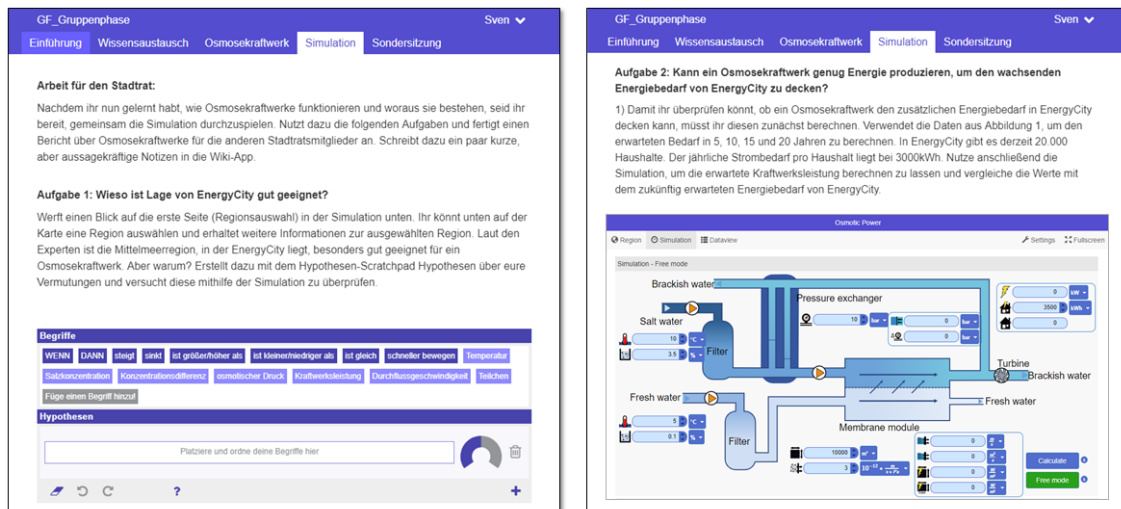 GF_Gruppenphase
Sven
Einführung Wissensaustausch Osmosekraftwerk Simulation Sondersitzung
Arbeit für den Stadtrat:
Nachdem ihr nun gelernt habt, wie Osmosekraftwerke funktionieren und woraus sie bestehen, seid ihr
bereit, gemeinsam die Simulation durchzuspielen. Nutzt dazu die folgenden Aufgaben und fertigt einen
Bericht über Osmosekraftwerke für die anderen Stadtratsmitglieder an. Schreibt dazu ein paar kurze,
aber aussagekräftige Notizen in die Wiki-App.
Aufgabe 1: Wieso ist Lage von EnergyCity gut geeignet?
Werft einen Blick auf die erste Seite (Regionsauswahl) in der Simulation unten. Ihr könnt unten auf der
Karte eine Region auswählen und erhaltet weitere Informationen zur ausgewählten Region. Laut den
Experten ist die Mittelmeerregion, in der EnergyCity liegt, besonders gut geeignet für ein
Osmosekraftwerk. Aber warum? Erstellt dazu mit dem Hypothesen-Scratchpad Hypothesen über eure
Vermutungen und versucht diese mithilfe der Simulation zu überprüfen.
Begriffe
WENN DANN steigt sinkt ist größer/höher als ist kleiner/niedriger als ist gleich schneller bewegen Temperatur
Salzkonzentration Konzentrationsdifferenz osmotischer Druck Kraftwerksleistung Durchflussgeschwindigkeit Teilchen
Füge einen Begriff hinzu!
Hypothesen
Platziere und ordne deine Begriffe hier
?
+
GF_Gruppenphase
Sven
Einführung Wissensaustausch Osmosekraftwerk Simulation Sondersitzung
Aufgabe 2: Kann ein Osmosekraftwerk genug Energie produzieren, um den wachsenden
Energiebedarf von EnergyCity zu decken?
1) Damit ihr überprüfen könnt, ob ein Osmosekraftwerk den zusätzlichen Energiebedarf in EnergyCity
decken kann, müsst ihr diesen zunächst berechnen. Verwendet die Daten aus Abbildung 1, um den
erwarteten Bedarf in 5, 10, 15 und 20 Jahren zu berechnen. In EnergyCity gibt es derzeit 20.000
Haushalte. Der jährliche Strombedarf pro Haushalt liegt bei 3000kWh. Nutze anschließend die
Simulation, um die erwartete Kraftwerksleistung berechnen zu lassen und vergleiche die Werte mit
dem zukünftig erwarteten Energiebedarf von EnergyCity.
Osmotic Power
Region Simulation Dataview Settings Fullscreen
Simulation - Free mode
Brackish water
0 kW
3500 kWh
0
Pressure exchanger
10 bar
0 bar
0 bar
Salt water
10 °C
3.5 %
Filter
Turbine
Brackish water
Fresh water
Fresh water
5 °C
0.1 %
Filter
Membrane module
10000 m²
3
0
0
0
0
Calculate
Free mode